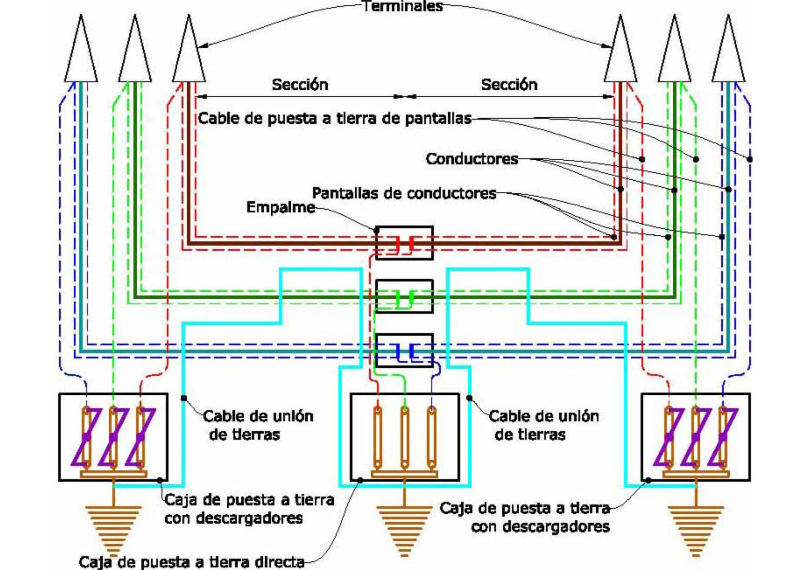 Terminales
Sección
Sección
Cable de puesta a tierra de pantallas
Conductores
Pantallas de conductores
Empalme
Cable de unión
de tierras
Cable de unión
de tierras
Caja de puesta a tierra
con descargadores
Caja de puesta a tierra
con descargadores
Caja de puesta a tierra directa